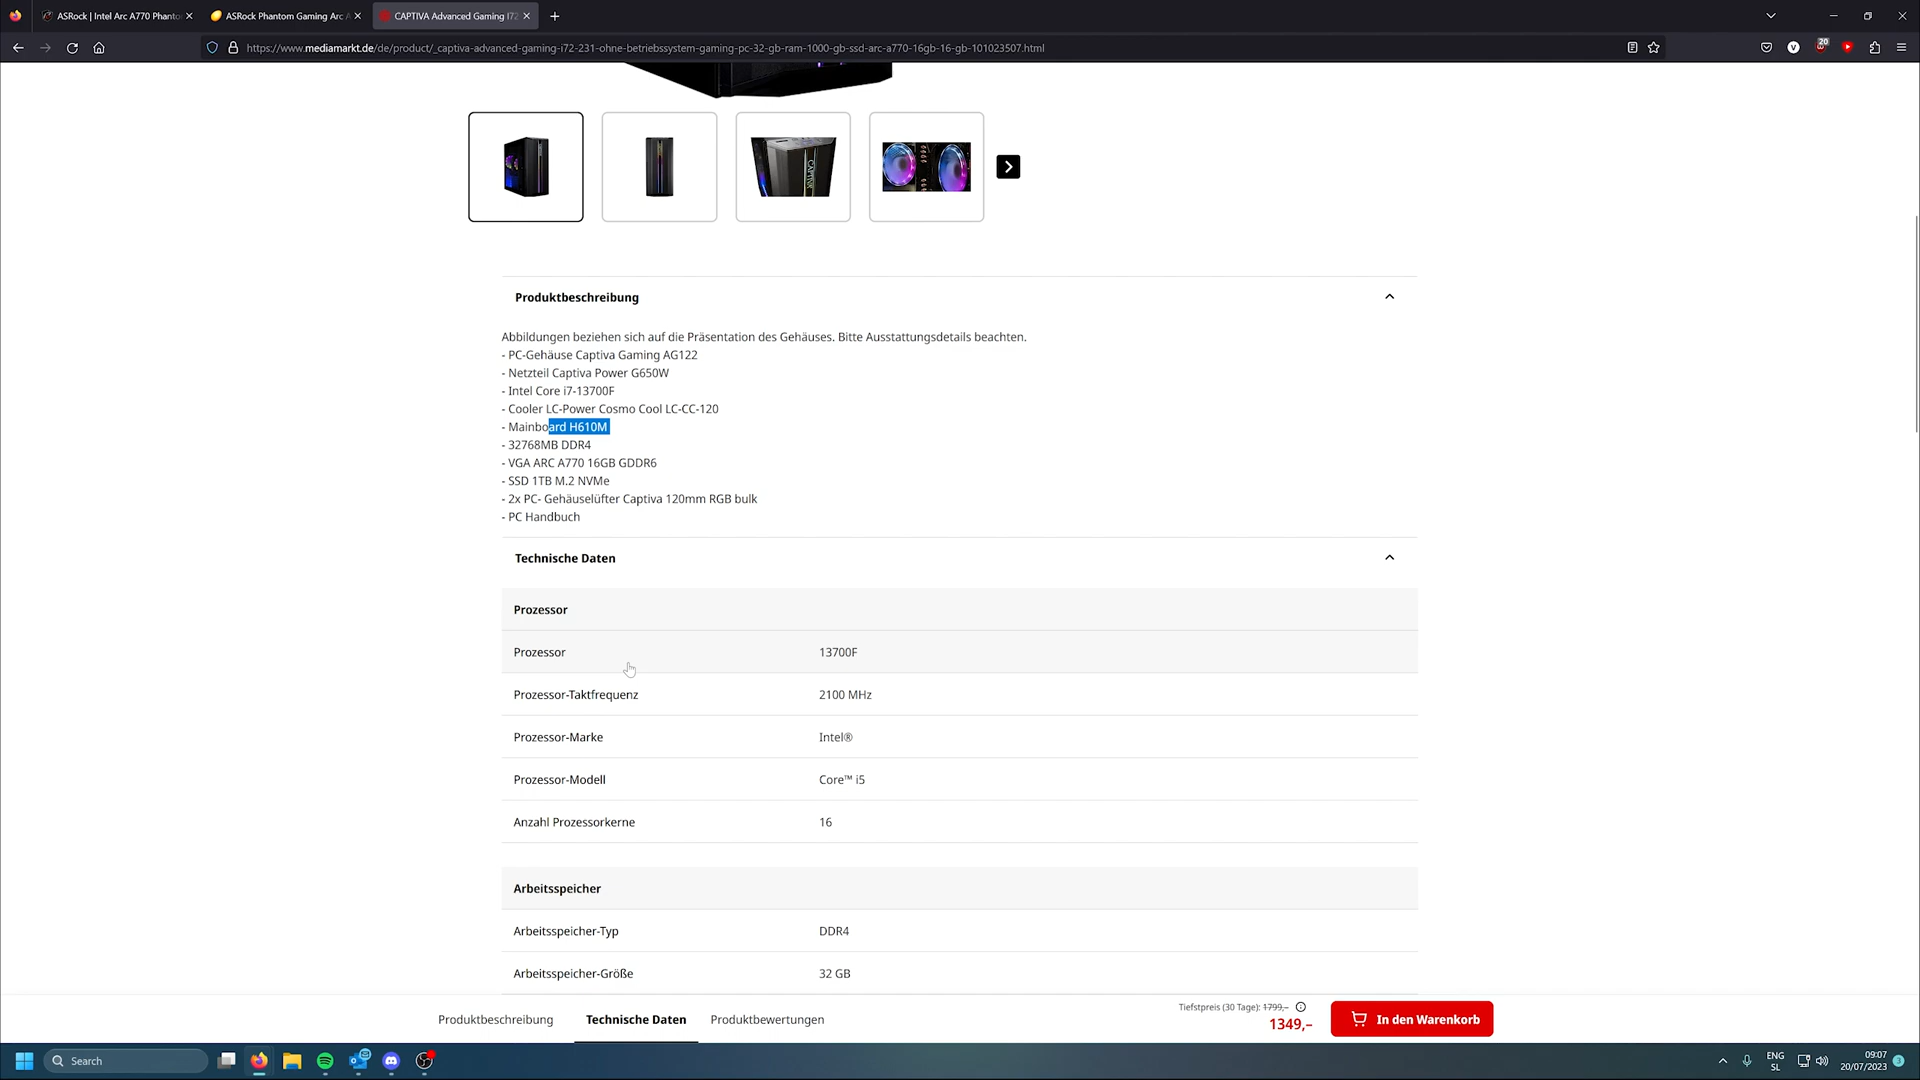 ASRock | Intel Arc A770 Phanto
ASRock Phantom Gaming Arc A
CAPTIVA Advanced Gaming I72
https://www.mediamarkt.de/de/product/_captiva-advanced-gaming-i72-231-ohne-betriebssystem-gaming-pc-32-gb-ram-1000-gb-ssd-arc-a770-16gb-16-gb-101023507.html
20
Produktbeschreibung
Abbildungen beziehen sich auf die Präsentation des Gehäuses. Bitte Ausstattungsdetails beachten.
- PC-Gehäuse Captiva Gaming AG122
- Netzteil Captiva Power G650W
- Intel Core i7-13700F
- Cooler LC-Power Cosmo Cool LC-CC-120
- Mainboard H610M
- 32768MB DDR4
- VGA ARC A770 16GB GDDR6
- SSD 1TB M.2 NVMe
- 2x PC- Gehäuselüfter Captiva 120mm RGB bulk
- PC Handbuch
Technische Daten
Prozessor
Prozessor 13700F
Prozessor-Taktfrequenz 2100 MHz
Prozessor-Marke Intel®
Prozessor-Modell Core™ i5
Anzahl Prozessorkerne 16
Arbeitsspeicher
Arbeitsspeicher-Typ DDR4
Arbeitsspeicher-Größe 32 GB
Produktbeschreibung Technische Daten Produktbewertungen
Tiefstpreis (30 Tage): 1799,–
1349,–
In den Warenkorb
Search
ENG
SL
09:07
20/07/2023
3